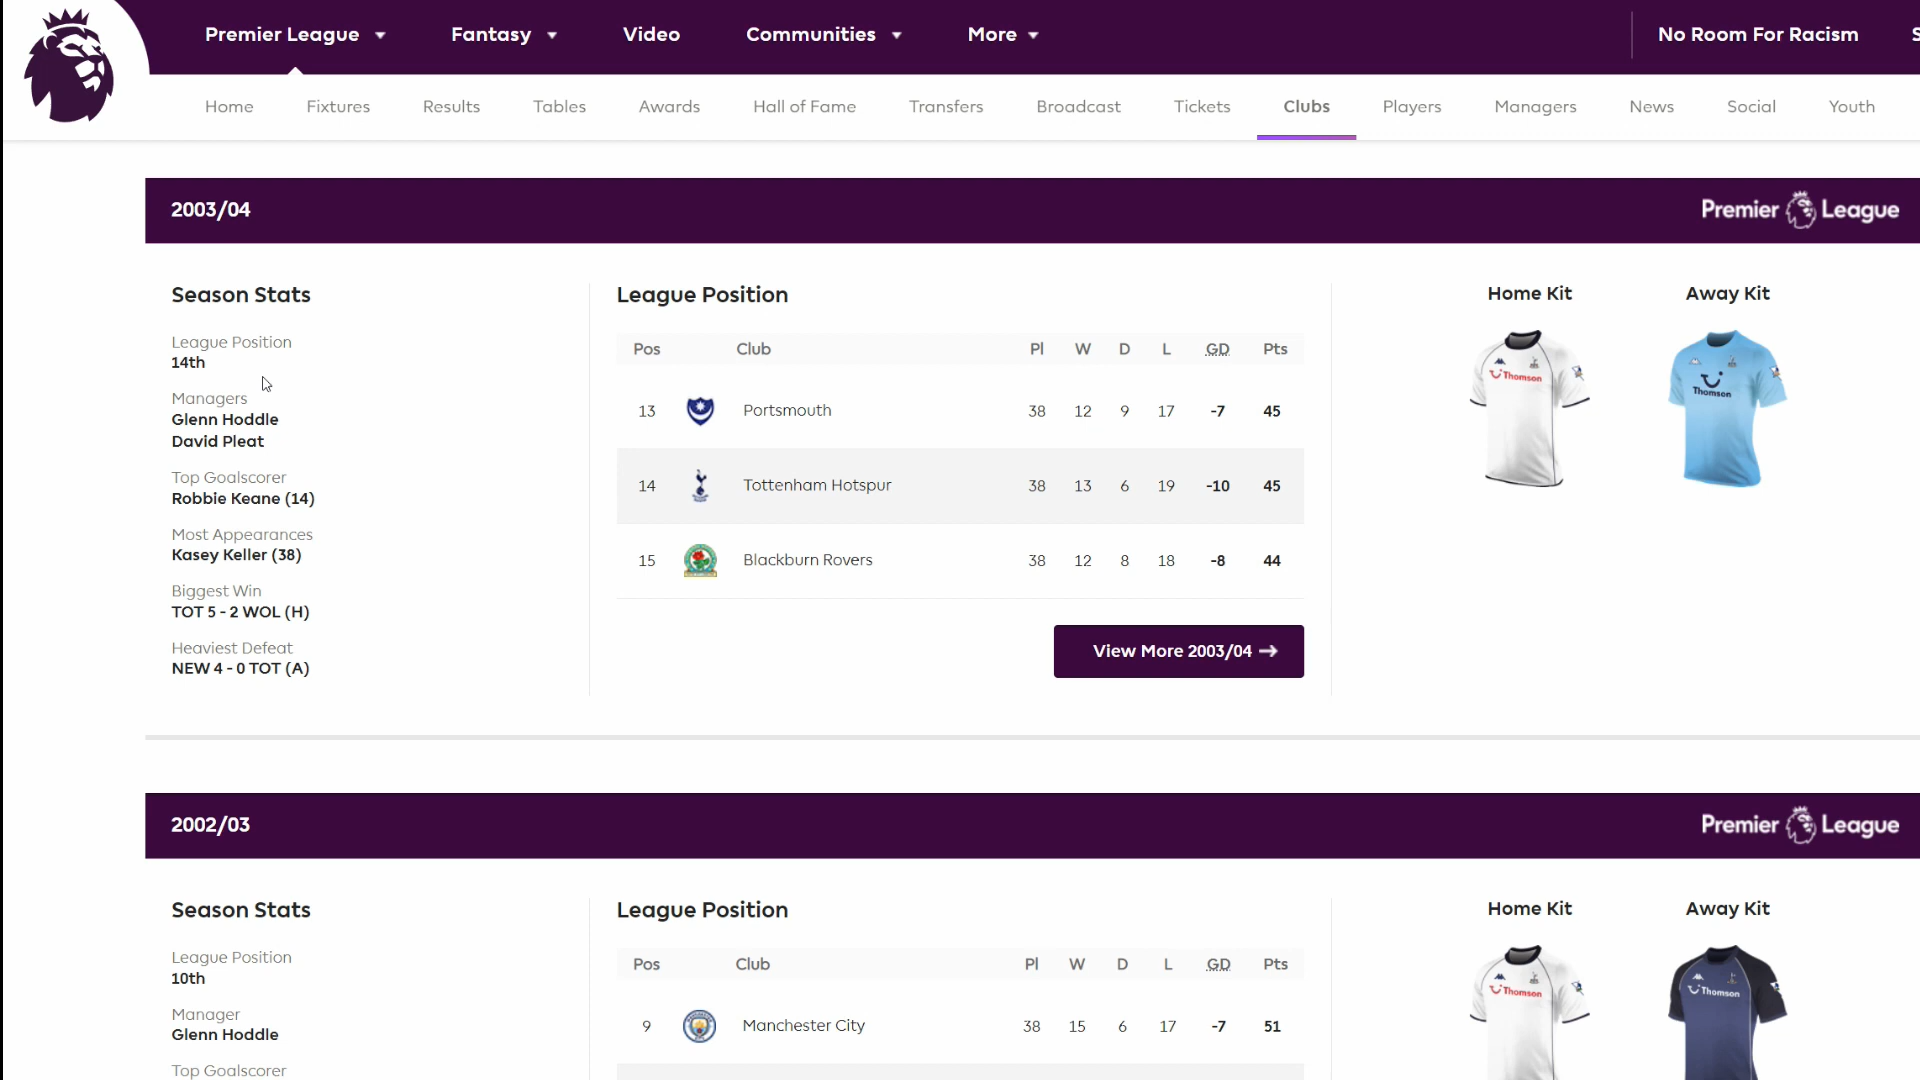 Premier League Fantasy Video Communities More No Room For Racism
Home Fixtures Results Tables Awards Hall of Fame Transfers Broadcast Tickets Clubs Players Managers News Social Youth
2003/04 Premier League
Season Stats
League Position
14th
Managers
Glenn Hoddle
David Pleat
Top Goalscorer
Robbie Keane (14)
Most Appearances
Kasey Keller (38)
Biggest Win
TOT 5 - 2 WOL (H)
Heaviest Defeat
NEW 4 - 0 TOT (A)
League Position
Pos Club Pl W D L GD Pts
13 Portsmouth 38 12 9 17 -7 45
14 Tottenham Hotspur 38 13 6 19 -10 45
15 Blackburn Rovers 38 12 8 18 -8 44
View More 2003/04
Home Kit Away Kit
Thomson
Thomson
2002/03 Premier League
Season Stats
League Position
10th
Manager
Glenn Hoddle
Top Goalscorer
League Position
Pos Club Pl W D L GD Pts
9 Manchester City 38 15 6 17 -7 51
Home Kit Away Kit
Thomson
Thomson